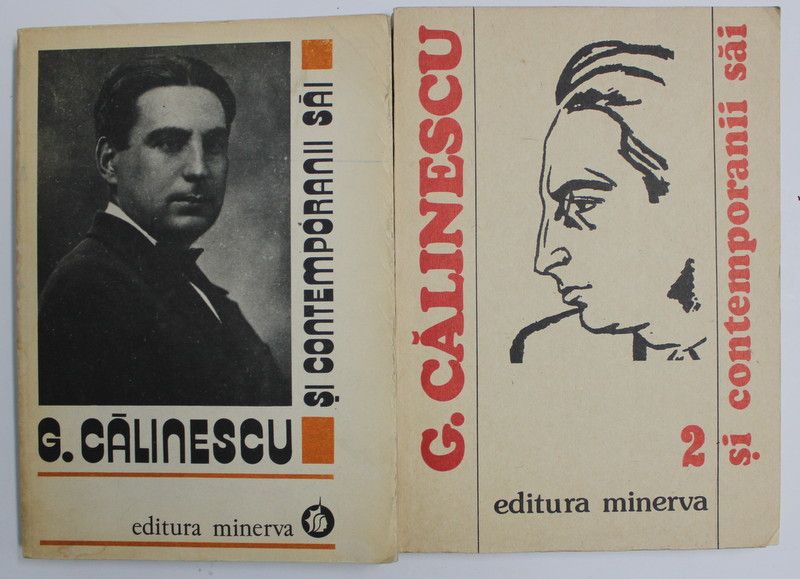 G. CĂLINESCU
ȘI CONTEMPORANII SĂI
editura minerva
G. CĂLINESCU
și contemporanii săi
2
editura minerva